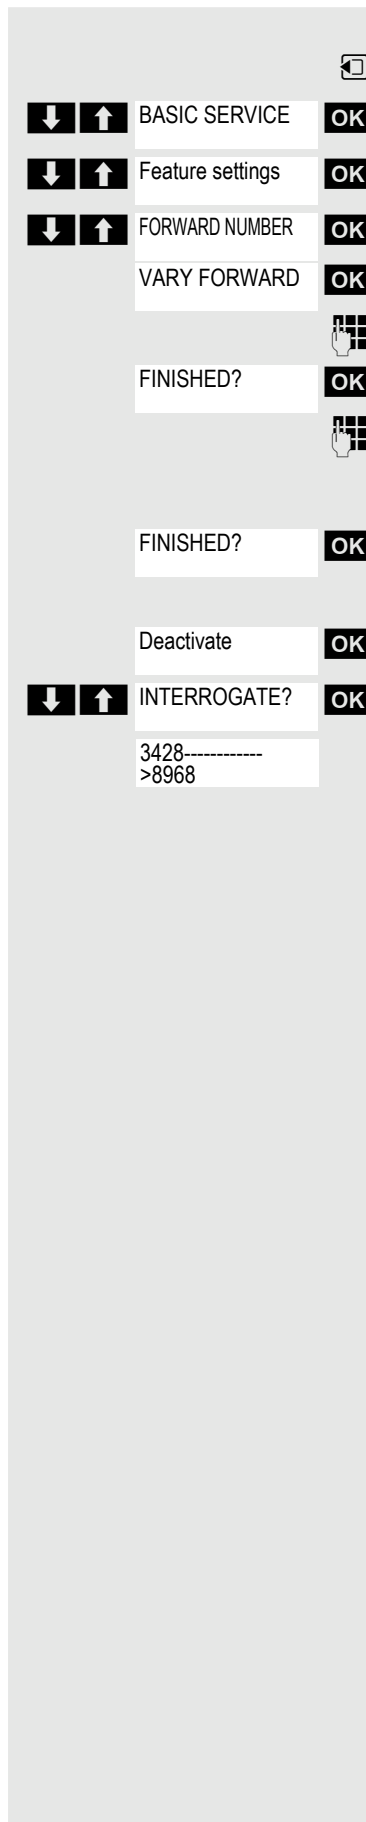 BASIC SERVICE OK
Feature settings OK
FORWARD NUMBER OK
VARY FORWARD OK
FINISHED? OK
FINISHED? OK
Deactivate OK
INTERROGATE? OK
3428------------
>8968